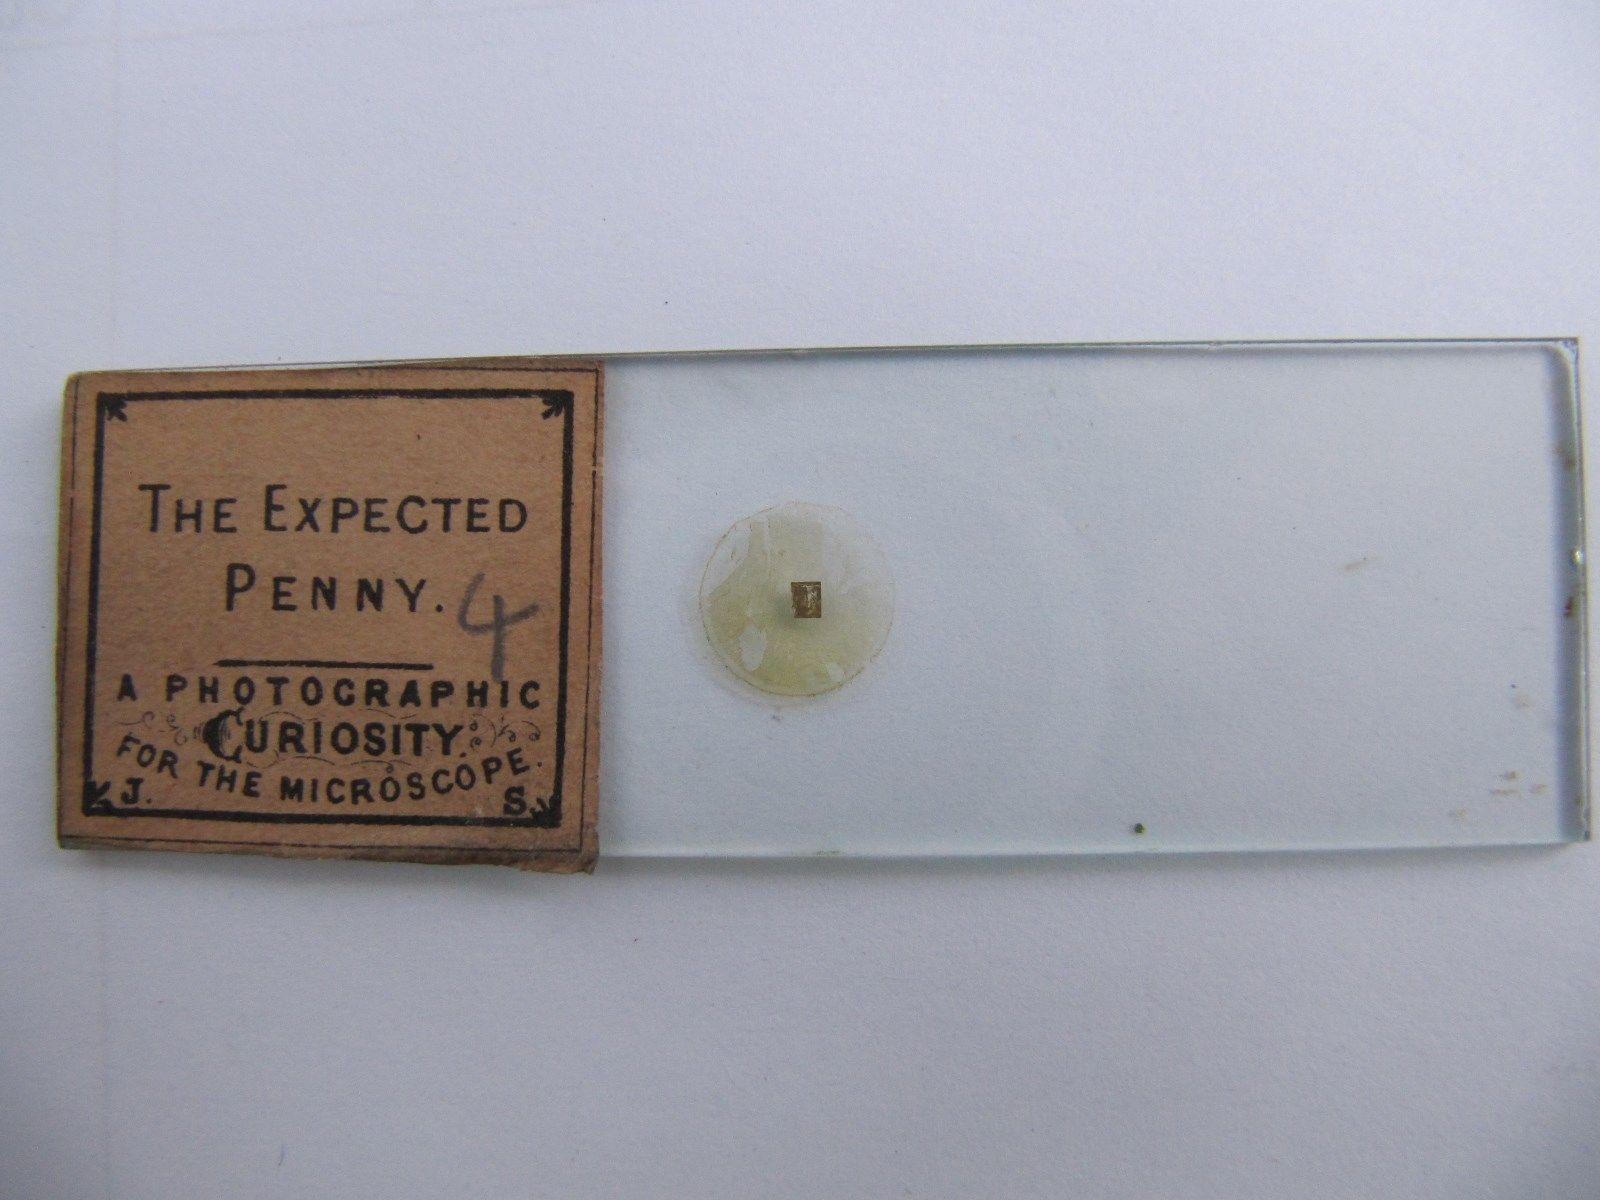 THE EXPECTED
PENNY. 4
A PHOTOGRAPHIC
CURIOSITY.
FOR THE MICROSCOPE.
J. S.